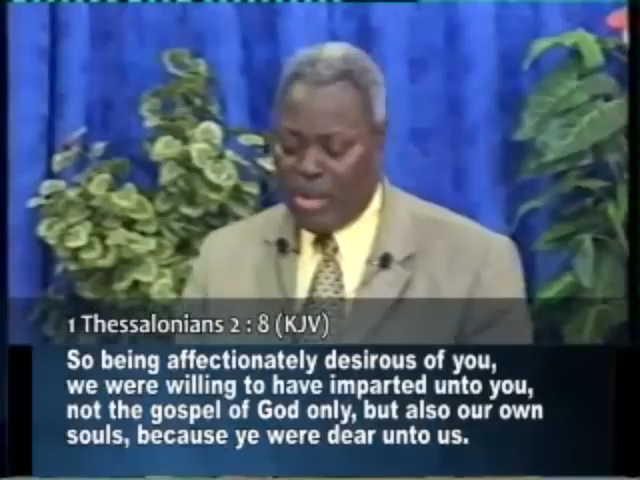 1 Thessalonians 2 : 8 (KJV)
So being affectionately desirous of you,
we were willing to have imparted unto you,
not the gospel of God only, but also our own
souls, because ye were dear unto us.